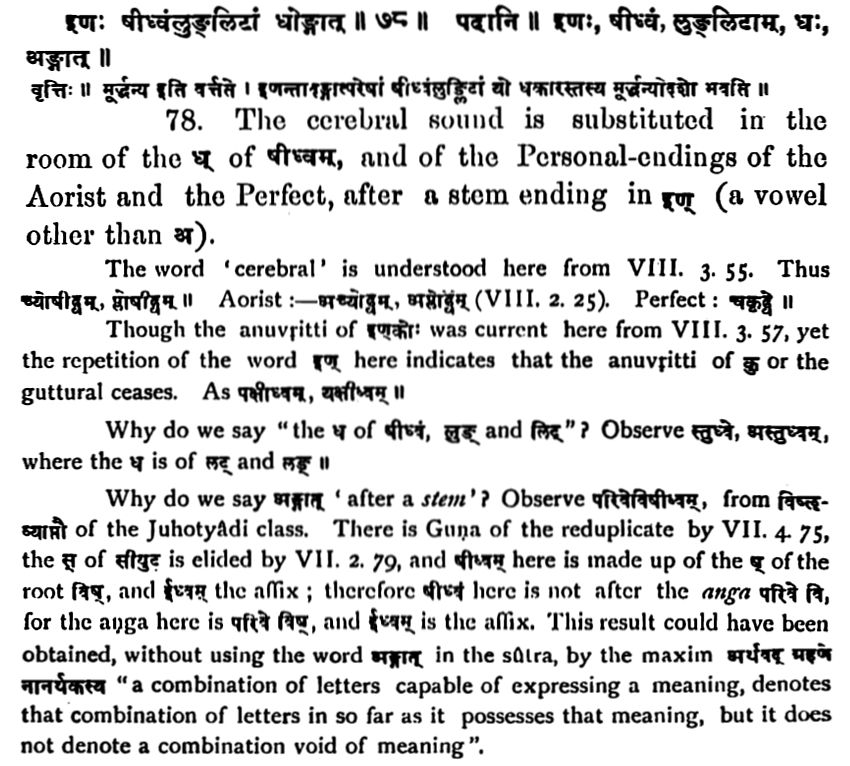 इणः षीध्वंलुङ्लिटां धोङ्गात् ॥ ७८ ॥ पदानि ॥ इणः, षीध्वं, लुङ्लिटाम्, धः,
अङ्गात् ॥
वृत्तिः ॥ मूर्द्धन्य इति वर्त्तते । इणन्तादङ्गात्परेषां षीध्वंलुङ्लिटां यो धकारस्तस्य मूर्द्धन्योदेशो भवति ॥
78. The cerebral sound is substituted in the
room of the ध् of षीध्वम्, and of the Personal-endings of the
Aorist and the Perfect, after a stem ending in इण् (a vowel
other than अ).
The word ‘cerebral’ is understood here from VIII. 3. 55. Thus
च्योषीढ्वम्, प्लोषीढ्वम् ॥ Aorist :—अच्योढ्वम्, अप्लोढ्वम् (VIII. 2. 25). Perfect : चकृढ्वे ॥
Though the anuvṛitti of इण्कोः was current here from VIII. 3. 57, yet
the repetition of the word इण् here indicates that the anuvṛitti of कु or the
guttural ceases. As पक्षीध्वम्, यक्षीध्वम् ॥
Why do we say “the ध of षीध्वं, लुङ् and लिट्”? Observe स्तुध्वे, अस्तुध्वम्,
where the ध is of लट् and लङ् ॥
Why do we say अङ्गात् ‘after a stem’? Observe परिवेविषीध्वम्, from विष्लृ-
व्याप्तौ of the Juhotyâdi class. There is Guṇa of the reduplicate by VII. 4. 75,
the स् of सीयुट् is elided by VII. 2. 79, and षीध्वम् here is made up of the ष् of the
root विष्, and ईध्वम् the affix ; therefore षीध्वं here is not after the anga परिवे वि,
for the aṇga here is परिवे विष्, and ईध्वम् is the affix. This result could have been
obtained, without using the word अङ्गात् in the sûtra, by the maxim अर्थवद् ग्रहणे
नानर्थकस्य “a combination of letters capable of expressing a meaning, denotes
that combination of letters in so far as it possesses that meaning, but it does
not denote a combination void of meaning”.